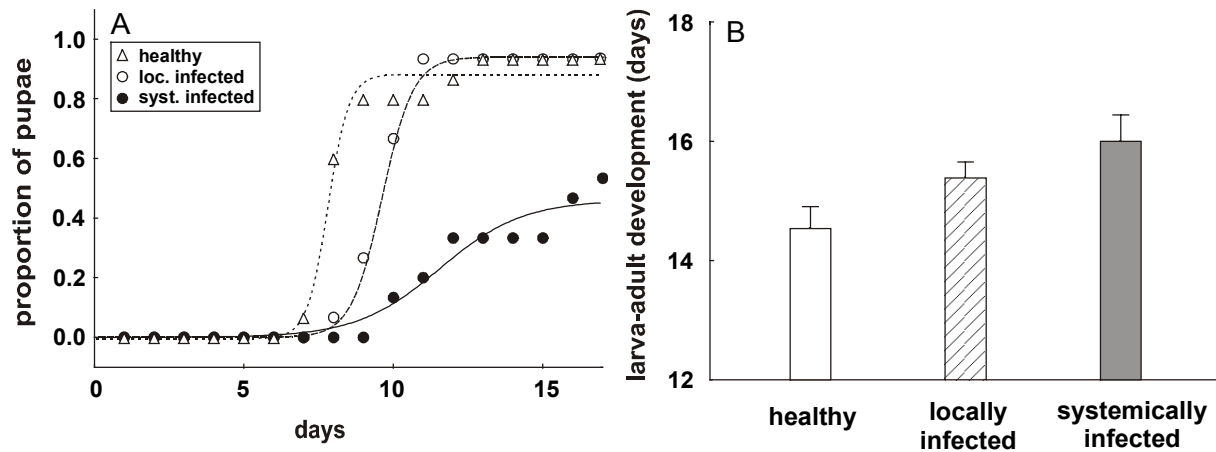 A
proportion of pupae
1.0
0.8
0.6
0.4
0.2
0.0
healthy
loc. infected
syst. infected
0 5 10 15
days
B
larva-adult development (days)
18
16
14
12
healthy
locally
infected
systemically
infected